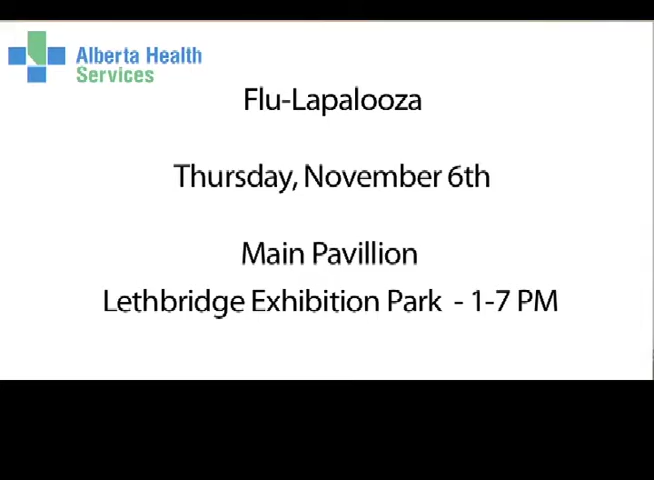 Alberta Health
Services
Flu-Lapalooza
Thursday, November 6th
Main Pavillion
Lethbridge Exhibition Park - 1-7 PM